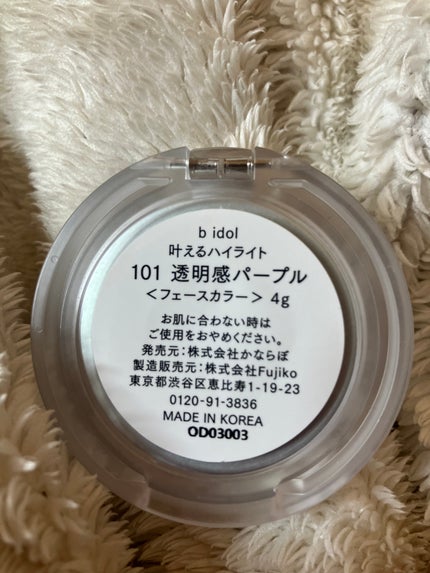 b idol
叶えるハイライト
101 透明感パープル
＜フェースカラー＞ 4g
お肌に合わない時は
ご使用をおやめください。
発売元:株式会社かならぼ
製造販売元:株式会社Fujiko
東京都渋谷区恵比寿1-19-23
0120-91-3836
MADE IN KOREA
OD03003